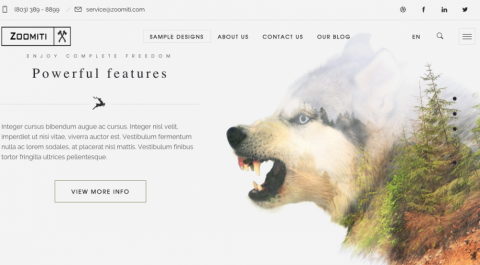 (803) 389 - 8899 service@zoomiti.com
ZOOMITI SAMPLE DESIGNS ABOUT US CONTACT US OUR BLOG EN
ENJOY COMPLETE FREEDOM
Powerful features
Integer cursus bibendum augue ac cursus. Integer nisl velit,
imperdiet ut nisi vitae, viverra auctor est. Vestibulum fermentum
nulla ac lorem sodales, at placerat nisl mattis. Vestibulum finibus
tortor fringilla ultrices pellentesque.
VIEW MORE INFO